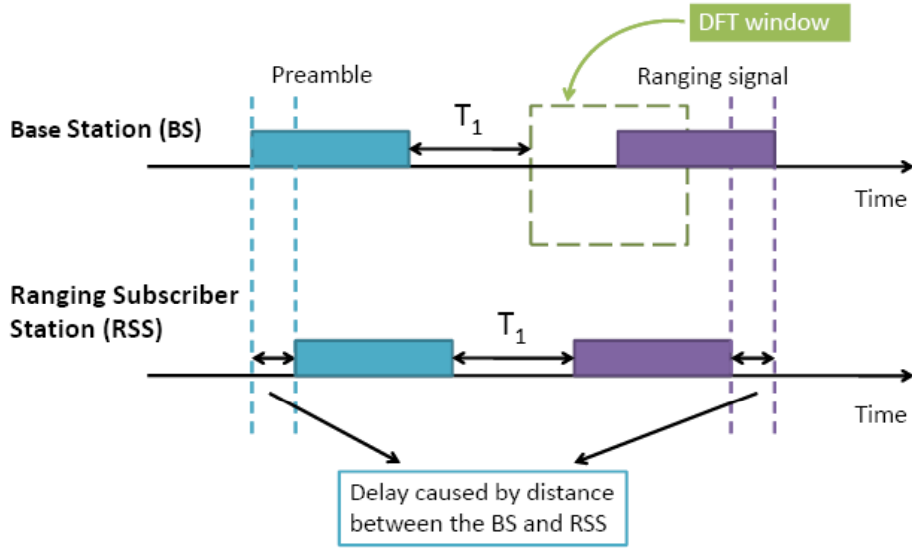 DFT window
Preamble
Ranging signal
Base Station (BS)
T1
Time
Ranging Subscriber
Station (RSS)
T1
Time
Delay caused by distance
between the BS and RSS